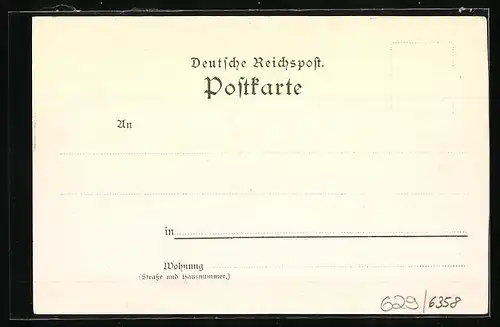 Deutſche Reichspoſt.
Poſtkarte
An
in
Wohnung
(Straße und Hausnummer.)
629/6358